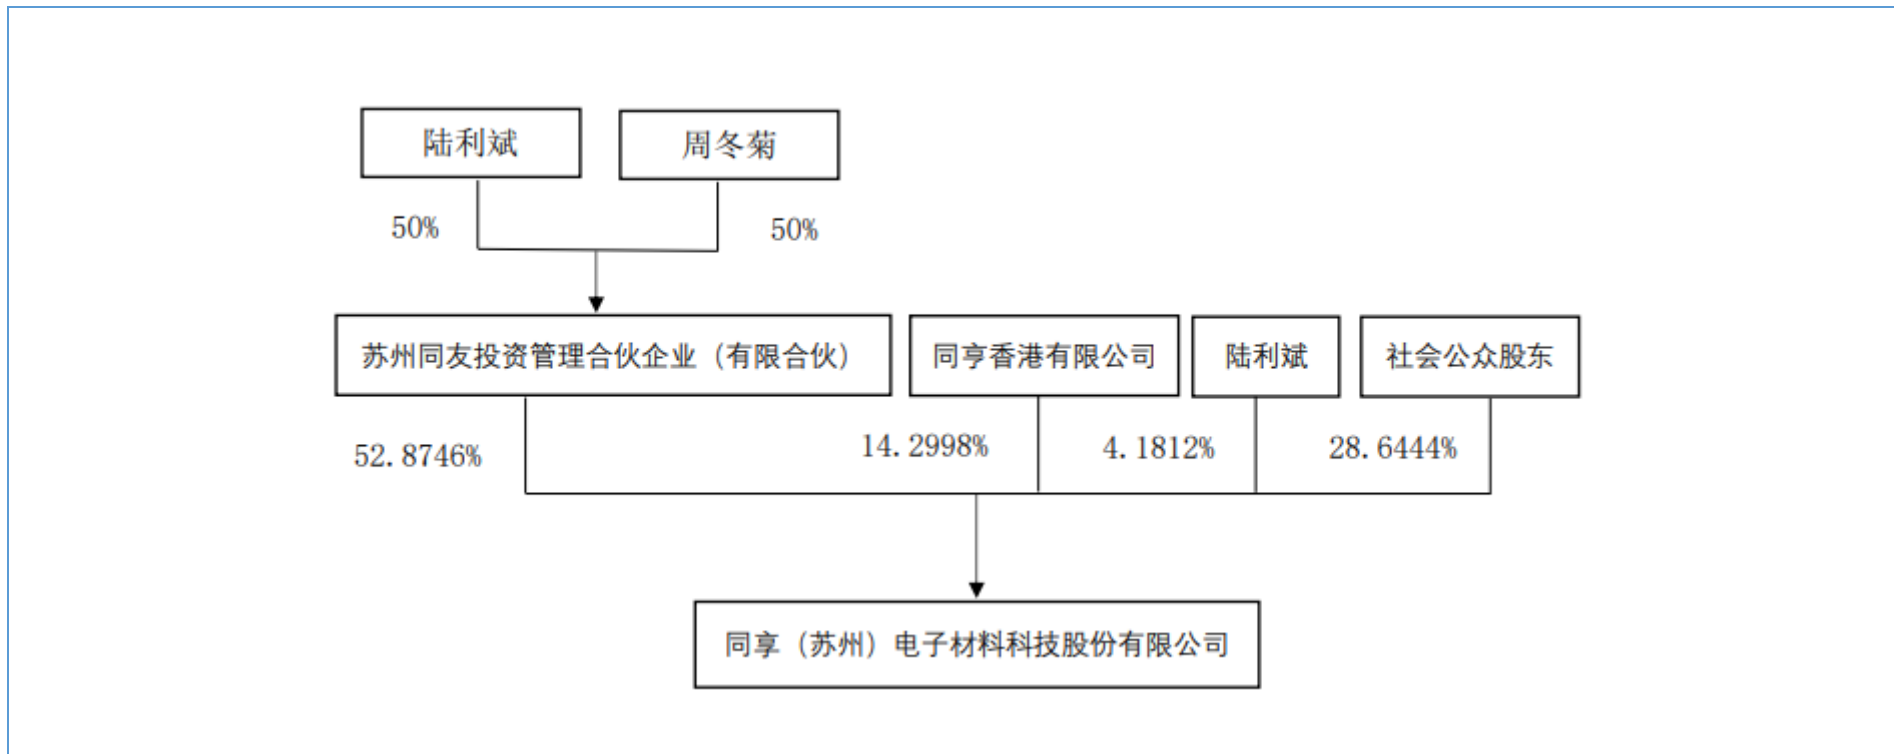 陆利斌
周冬菊
50%
50%
苏州同友投资管理合伙企业（有限合伙）
同亨香港有限公司
陆利斌
社会公众股东
52.8746%
14.2998%
4.1812%
28.6444%
同享（苏州）电子材料科技股份有限公司